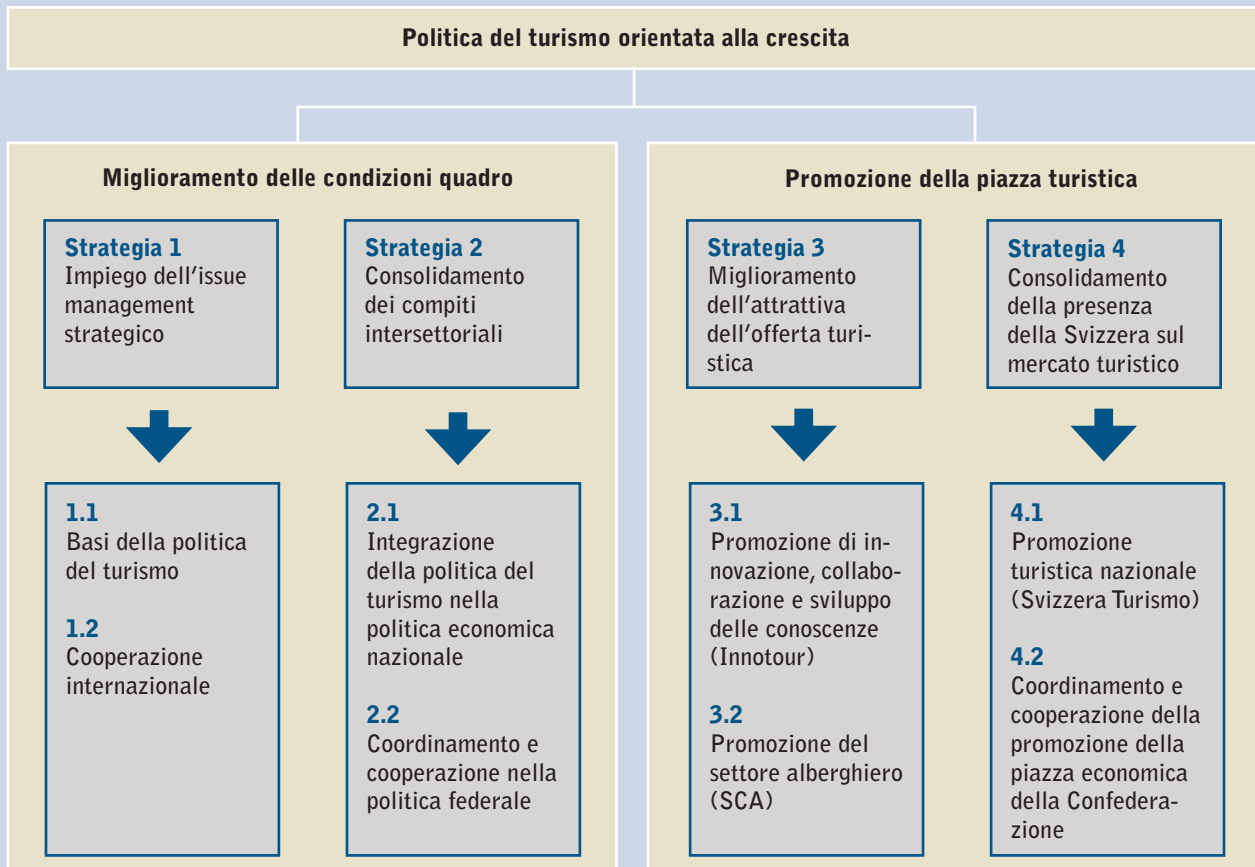 Politica del turismo orientata alla crescita
Miglioramento delle condizioni quadro
Strategia 1
Impiego dell'issue
management
strategico
Strategia 2
Consolidamento
dei compiti
intersettoriali
1.1
Basi della politica
del turismo
1.2
Cooperazione
internazionale
2.1
Integrazione
della politica del
turismo nella
politica economica
nazionale
2.2
Coordinamento e
cooperazione nella
politica federale
Promozione della piazza turistica
Strategia 3
Miglioramento
dell'attrattiva
dell'offerta turi-
stica
Strategia 4
Consolidamento
della presenza
della Svizzera sul
mercato turistico
3.1
Promozione di in-
novazione, collabo-
razione e sviluppo
delle conoscenze
(Innotour)
3.2
Promozione del
settore alberghiero
(SCA)
4.1
Promozione
turistica nazionale
(Svizzera Turismo)
4.2
Coordinamento e
cooperazione della
promozione della
piazza economica
della Confedera-
zione